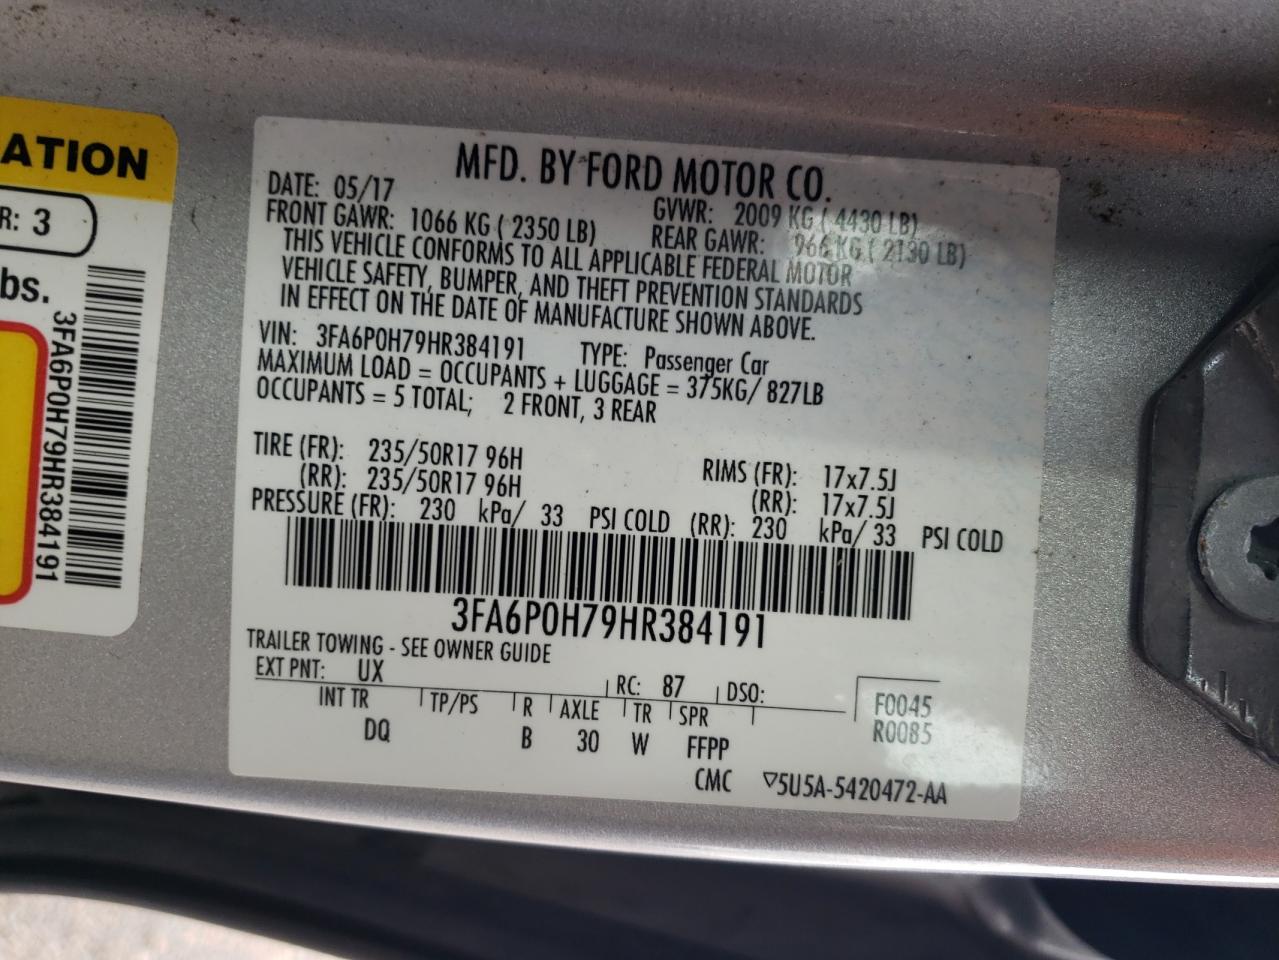 ATION
R: 3
bs.
3FA6P0H79HR384191
MFD. BY FORD MOTOR CO.
DATE: 05/17 GVWR: 2009 KG ( 4430 LB)
FRONT GAWR: 1066 KG ( 2350 LB) REAR GAWR: 966 KG ( 2130 LB)
THIS VEHICLE CONFORMS TO ALL APPLICABLE FEDERAL MOTOR
VEHICLE SAFETY, BUMPER, AND THEFT PREVENTION STANDARDS
IN EFFECT ON THE DATE OF MANUFACTURE SHOWN ABOVE.
VIN: 3FA6P0H79HR384191 TYPE: Passenger Car
MAXIMUM LOAD = OCCUPANTS + LUGGAGE = 375KG/ 827LB
OCCUPANTS = 5 TOTAL; 2 FRONT, 3 REAR
TIRE (FR): 235/50R17 96H RIMS (FR): 17x7.5J
(RR): 235/50R17 96H (RR): 17x7.5J
PRESSURE (FR): 230 kPa/ 33 PSI COLD (RR): 230 kPa/ 33 PSI COLD
3FA6P0H79HR384191
TRAILER TOWING - SEE OWNER GUIDE
EXT PNT: UX RC: 87 DSO:
INT TR TP/PS R AXLE TR SPR F0045
DQ B 30 W FFPP R0085
CMC ▽5U5A-5420472-AA